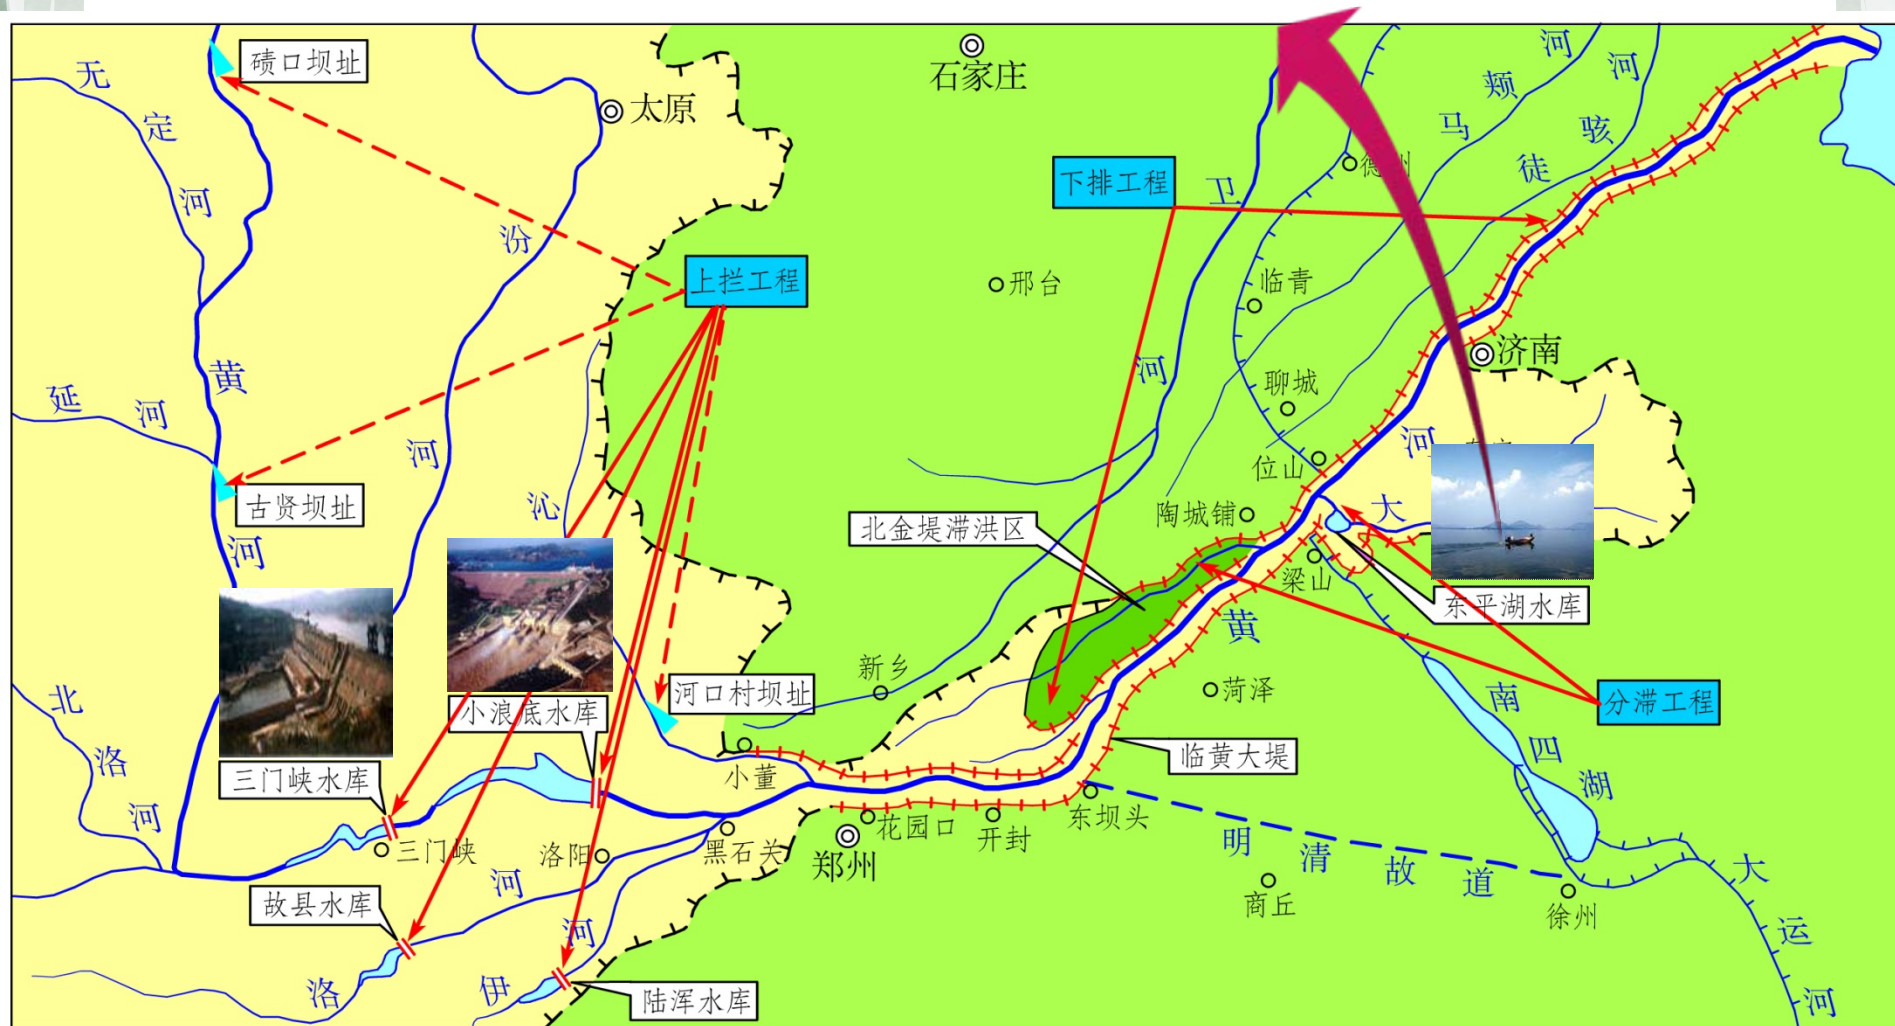 碛口坝址
石家庄
太原
无定河
河
马颊
河
徒骇
德州
下排工程
卫
汾
上拦工程
邢台
临青
济南
黄
河
延河
河
聊城
河
位山
大
陶城铺
古贤坝址
河
沁
北金堤滞洪区
梁山
东平湖水库
黄
新乡
菏泽
河口村坝址
南四湖
分滞工程
北洛河
小浪底水库
三门峡水库
小董
临黄大堤
东坝头
花园口
开封
明清故道
三门峡
洛阳
黑石关
郑州
河
商丘
徐州
大运河
故县水库
河
洛
伊
陆浑水库